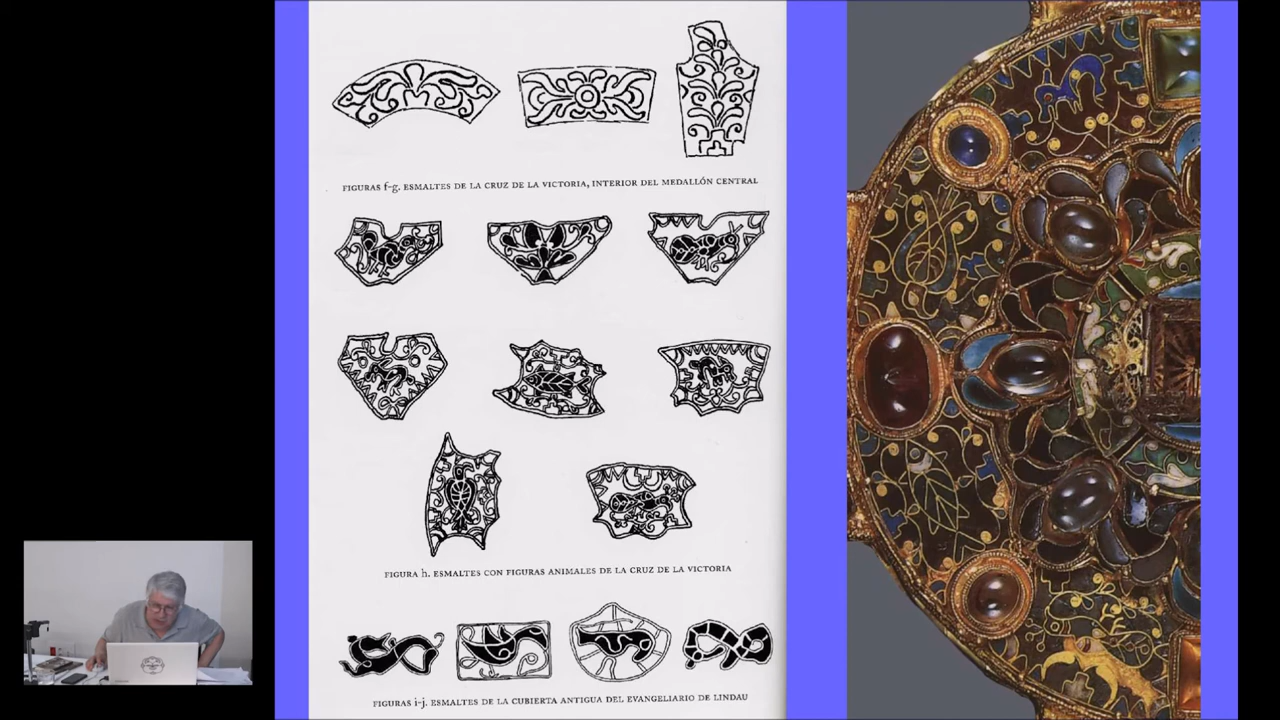 FIGURAS f-g. ESMALTES DE LA CRUZ DE LA VICTORIA, INTERIOR DEL MEDALLÓN CENTRAL
FIGURA h. ESMALTES CON FIGURAS ANIMALES DE LA CRUZ DE LA VICTORIA
FIGURAS i-j. ESMALTES DE LA CUBIERTA ANTIGUA DEL EVANGELIARIO DE LINDAU